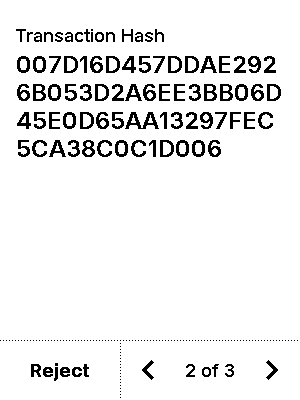 Transaction Hash
007D16D457DDAE292
6B053D2A6EE3BB06D
45E0D65AA13297FEC
5CA38C0C1D006
Reject
2 of 3